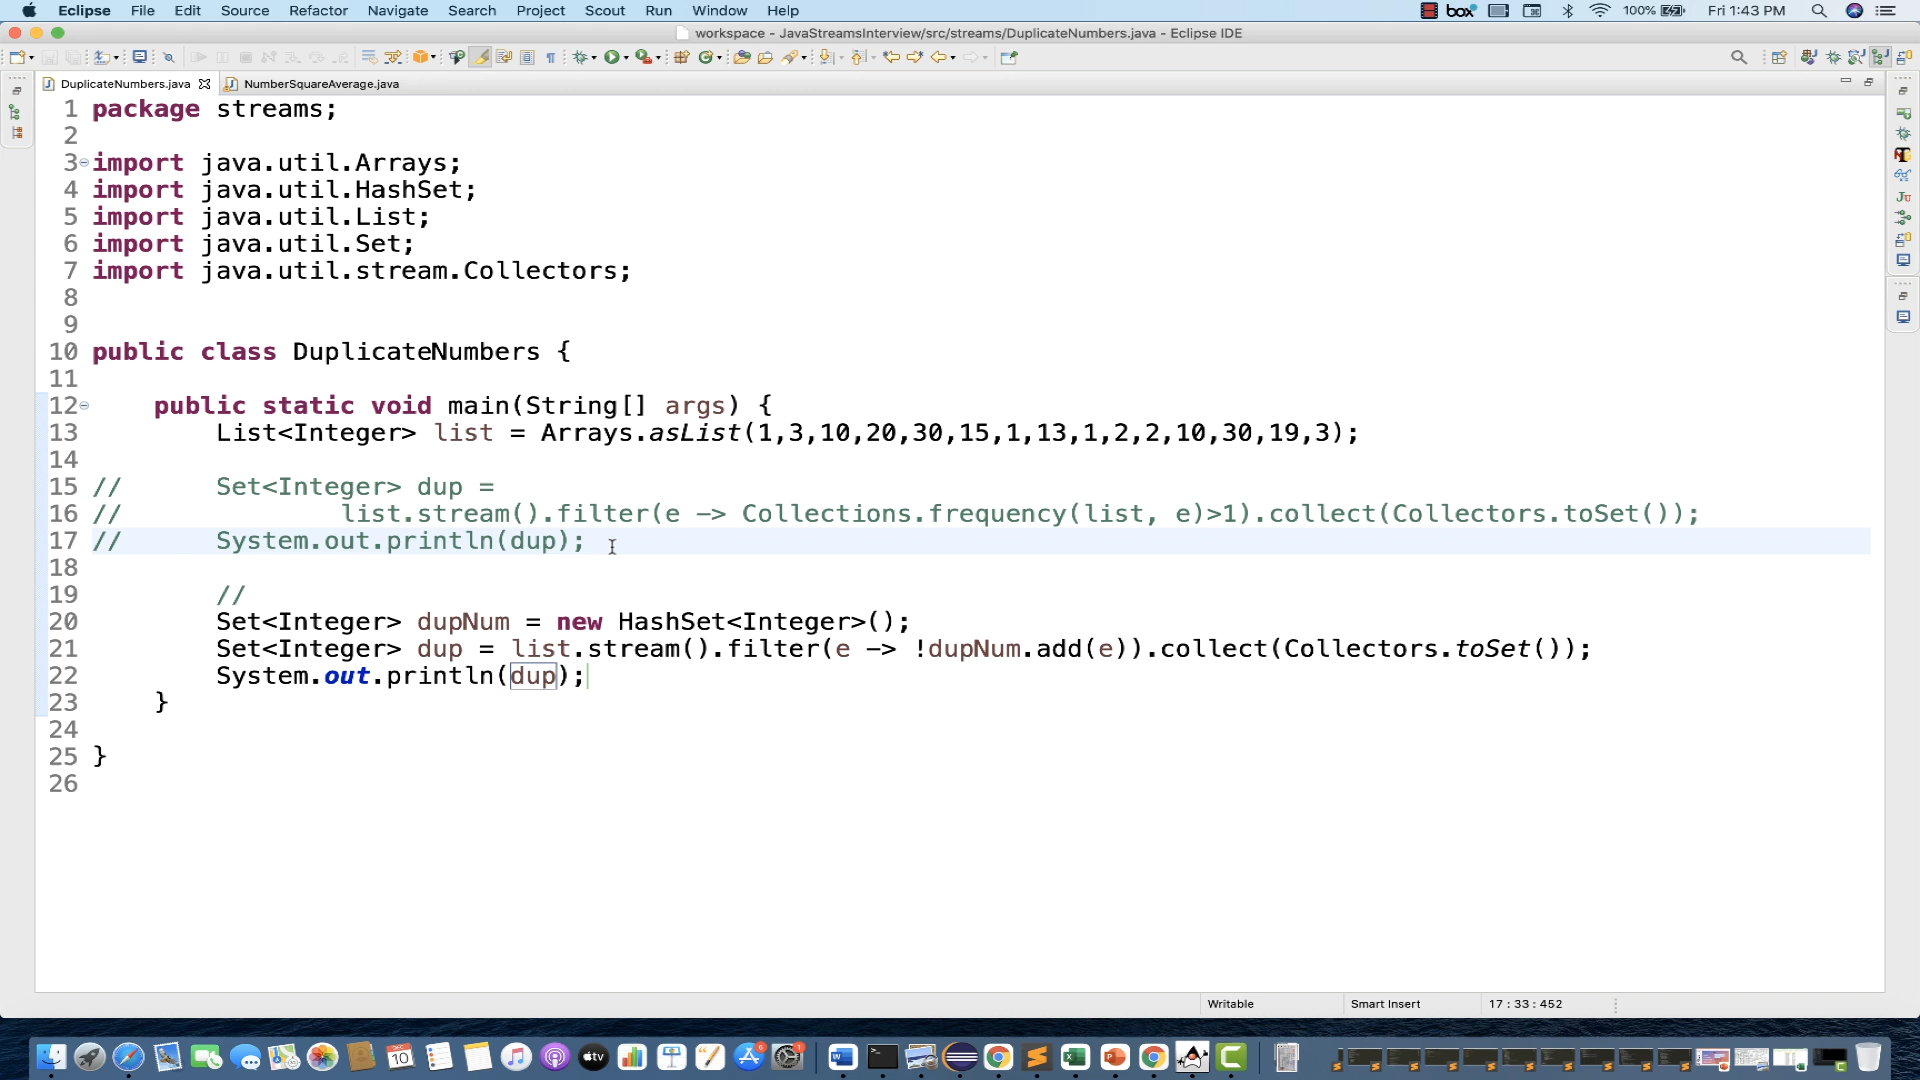 Eclipse File Edit Source Refactor Navigate Search Project Scout Run Window Help box 100% Fri 1:43 PM
workspace - JavaStreamsInterview/src/streams/DuplicateNumbers.java - Eclipse IDE
DuplicateNumbers.java NumberSquareAverage.java
1 package streams;
2
3 import java.util.Arrays;
4 import java.util.HashSet;
5 import java.util.List;
6 import java.util.Set;
7 import java.util.stream.Collectors;
8
9
10 public class DuplicateNumbers {
11
12 public static void main(String[] args) {
13 List<Integer> list = Arrays.asList(1,3,10,20,30,15,1,13,1,2,2,10,30,19,3);
14
15 // Set<Integer> dup =
16 // list.stream().filter(e -> Collections.frequency(list, e)>1).collect(Collectors.toSet());
17 // System.out.println(dup);
18
19 //
20 Set<Integer> dupNum = new HashSet<Integer>();
21 Set<Integer> dup = list.stream().filter(e -> !dupNum.add(e)).collect(Collectors.toSet());
22 System.out.println(dup);
23 }
24
25 }
26
Writable Smart Insert 17 : 33 : 452